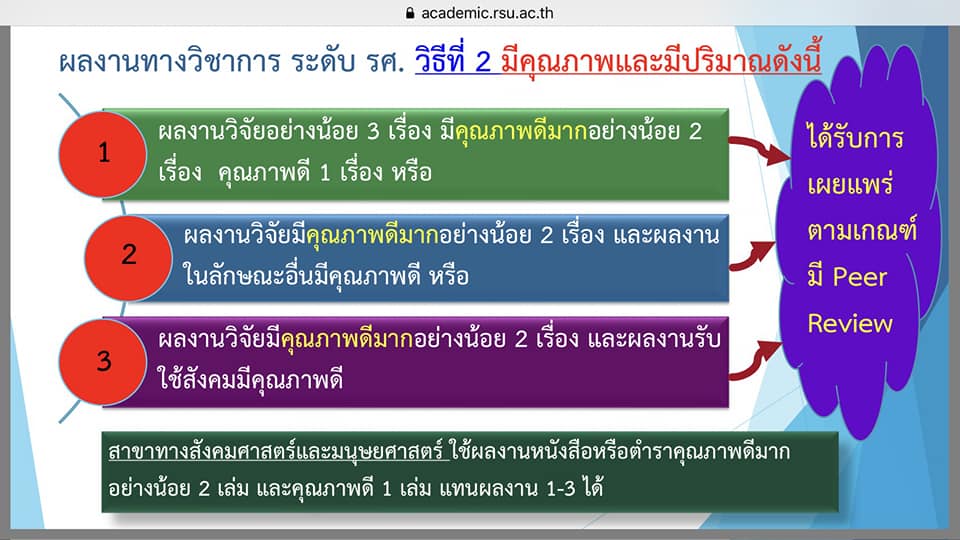 academic.rsu.ac.th
ผลงานทางวิชาการ ระดับ รศ. วิธีที่ 2 มีคุณภาพและมีปริมาณดังนี้
1
ผลงานวิจัยอย่างน้อย 3 เรื่อง มีคุณภาพดีมากอย่างน้อย 2
เรื่อง คุณภาพดี 1 เรื่อง หรือ
2
ผลงานวิจัยมีคุณภาพดีมากอย่างน้อย 2 เรื่อง และผลงาน
ในลักษณะอื่นมีคุณภาพดี หรือ
3
ผลงานวิจัยมีคุณภาพดีมากอย่างน้อย 2 เรื่อง และผลงานรับ
ใช้สังคมมีคุณภาพดี
ได้รับการ
เผยแพร่
ตามเกณฑ์
มี Peer
Review
สาขาทางสังคมศาสตร์และมนุษยศาสตร์ ใช้ผลงานหนังสือหรือตำราคุณภาพดีมาก
อย่างน้อย 2 เล่ม และคุณภาพดี 1 เล่ม แทนผลงาน 1-3 ได้